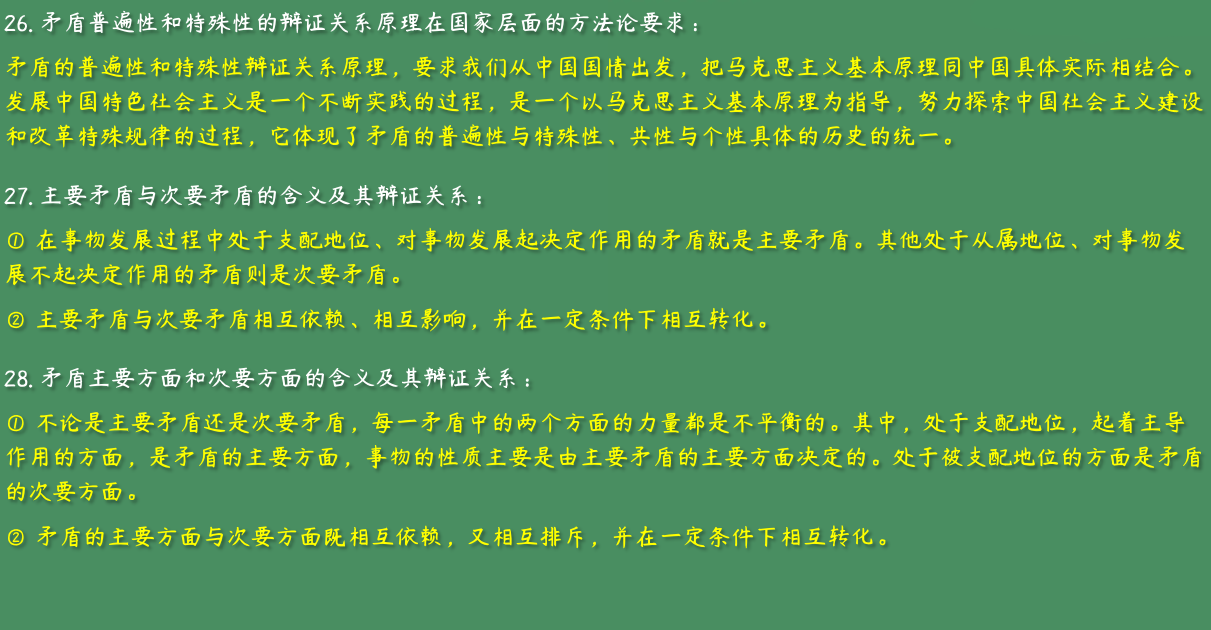 26. 矛盾普遍性和特殊性的辩证关系原理在国家层面的方法论要求：
矛盾的普遍性和特殊性辩证关系原理，要求我们从中国国情出发，把马克思主义基本原理同中国具体实际相结合。
发展中国特色社会主义是一个不断实践的过程，是一个以马克思主义基本原理为指导，努力探索中国社会主义建设
和改革特殊规律的过程，它体现了矛盾的普遍性与特殊性、共性与个性具体的历史的统一。
27. 主要矛盾与次要矛盾的含义及其辩证关系：
① 在事物发展过程中处于支配地位、对事物发展起决定作用的矛盾就是主要矛盾。其他处于从属地位、对事物发
展不起决定作用的矛盾则是次要矛盾。
② 主要矛盾与次要矛盾相互依赖、相互影响，并在一定条件下相互转化。
28. 矛盾主要方面和次要方面的含义及其辩证关系：
① 不论是主要矛盾还是次要矛盾，每一矛盾中的两个方面的力量都是不平衡的。其中，处于支配地位，起着主导
作用的方面，是矛盾的主要方面，事物的性质主要是由主要矛盾的主要方面决定的。处于被支配地位的方面是矛盾
的次要方面。
② 矛盾的主要方面与次要方面既相互依赖，又相互排斥，并在一定条件下相互转化。